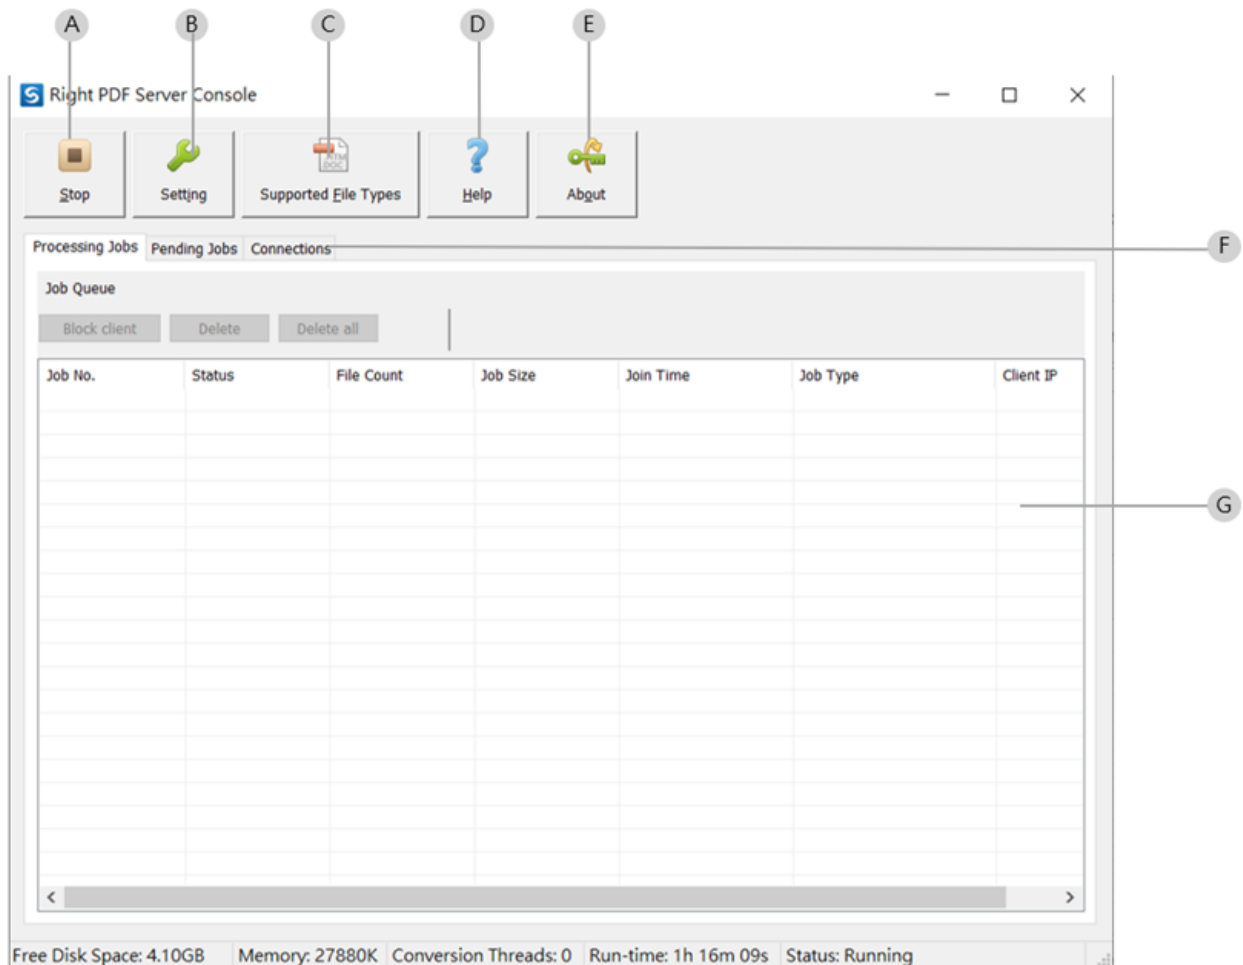 A B C D E
Right PDF Server Console
Stop Setting Supported File Types Help About
Processing Jobs Pending Jobs Connections F
Job Queue
Block client Delete Delete all
Job No. Status File Count Job Size Join Time Job Type Client IP
G
Free Disk Space: 4.10GB Memory: 27880K Conversion Threads: 0 Run-time: 1h 16m 09s Status: Running